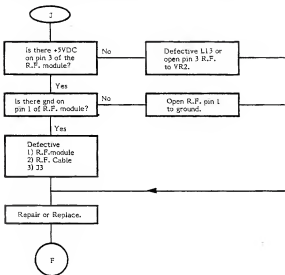 J
Is there +5VDC
on pin 3 of the
R.F. module?
No
Defective L13 or
open pin 3 R.F.
to VR2.
Yes
Is there gnd on
pin 1 of R.F. module?
No
Open R.F. pin 1
to ground.
Yes
Defective
1) R.F.module
2) R.F. Cable
3) J3
Repair or Replace.
F